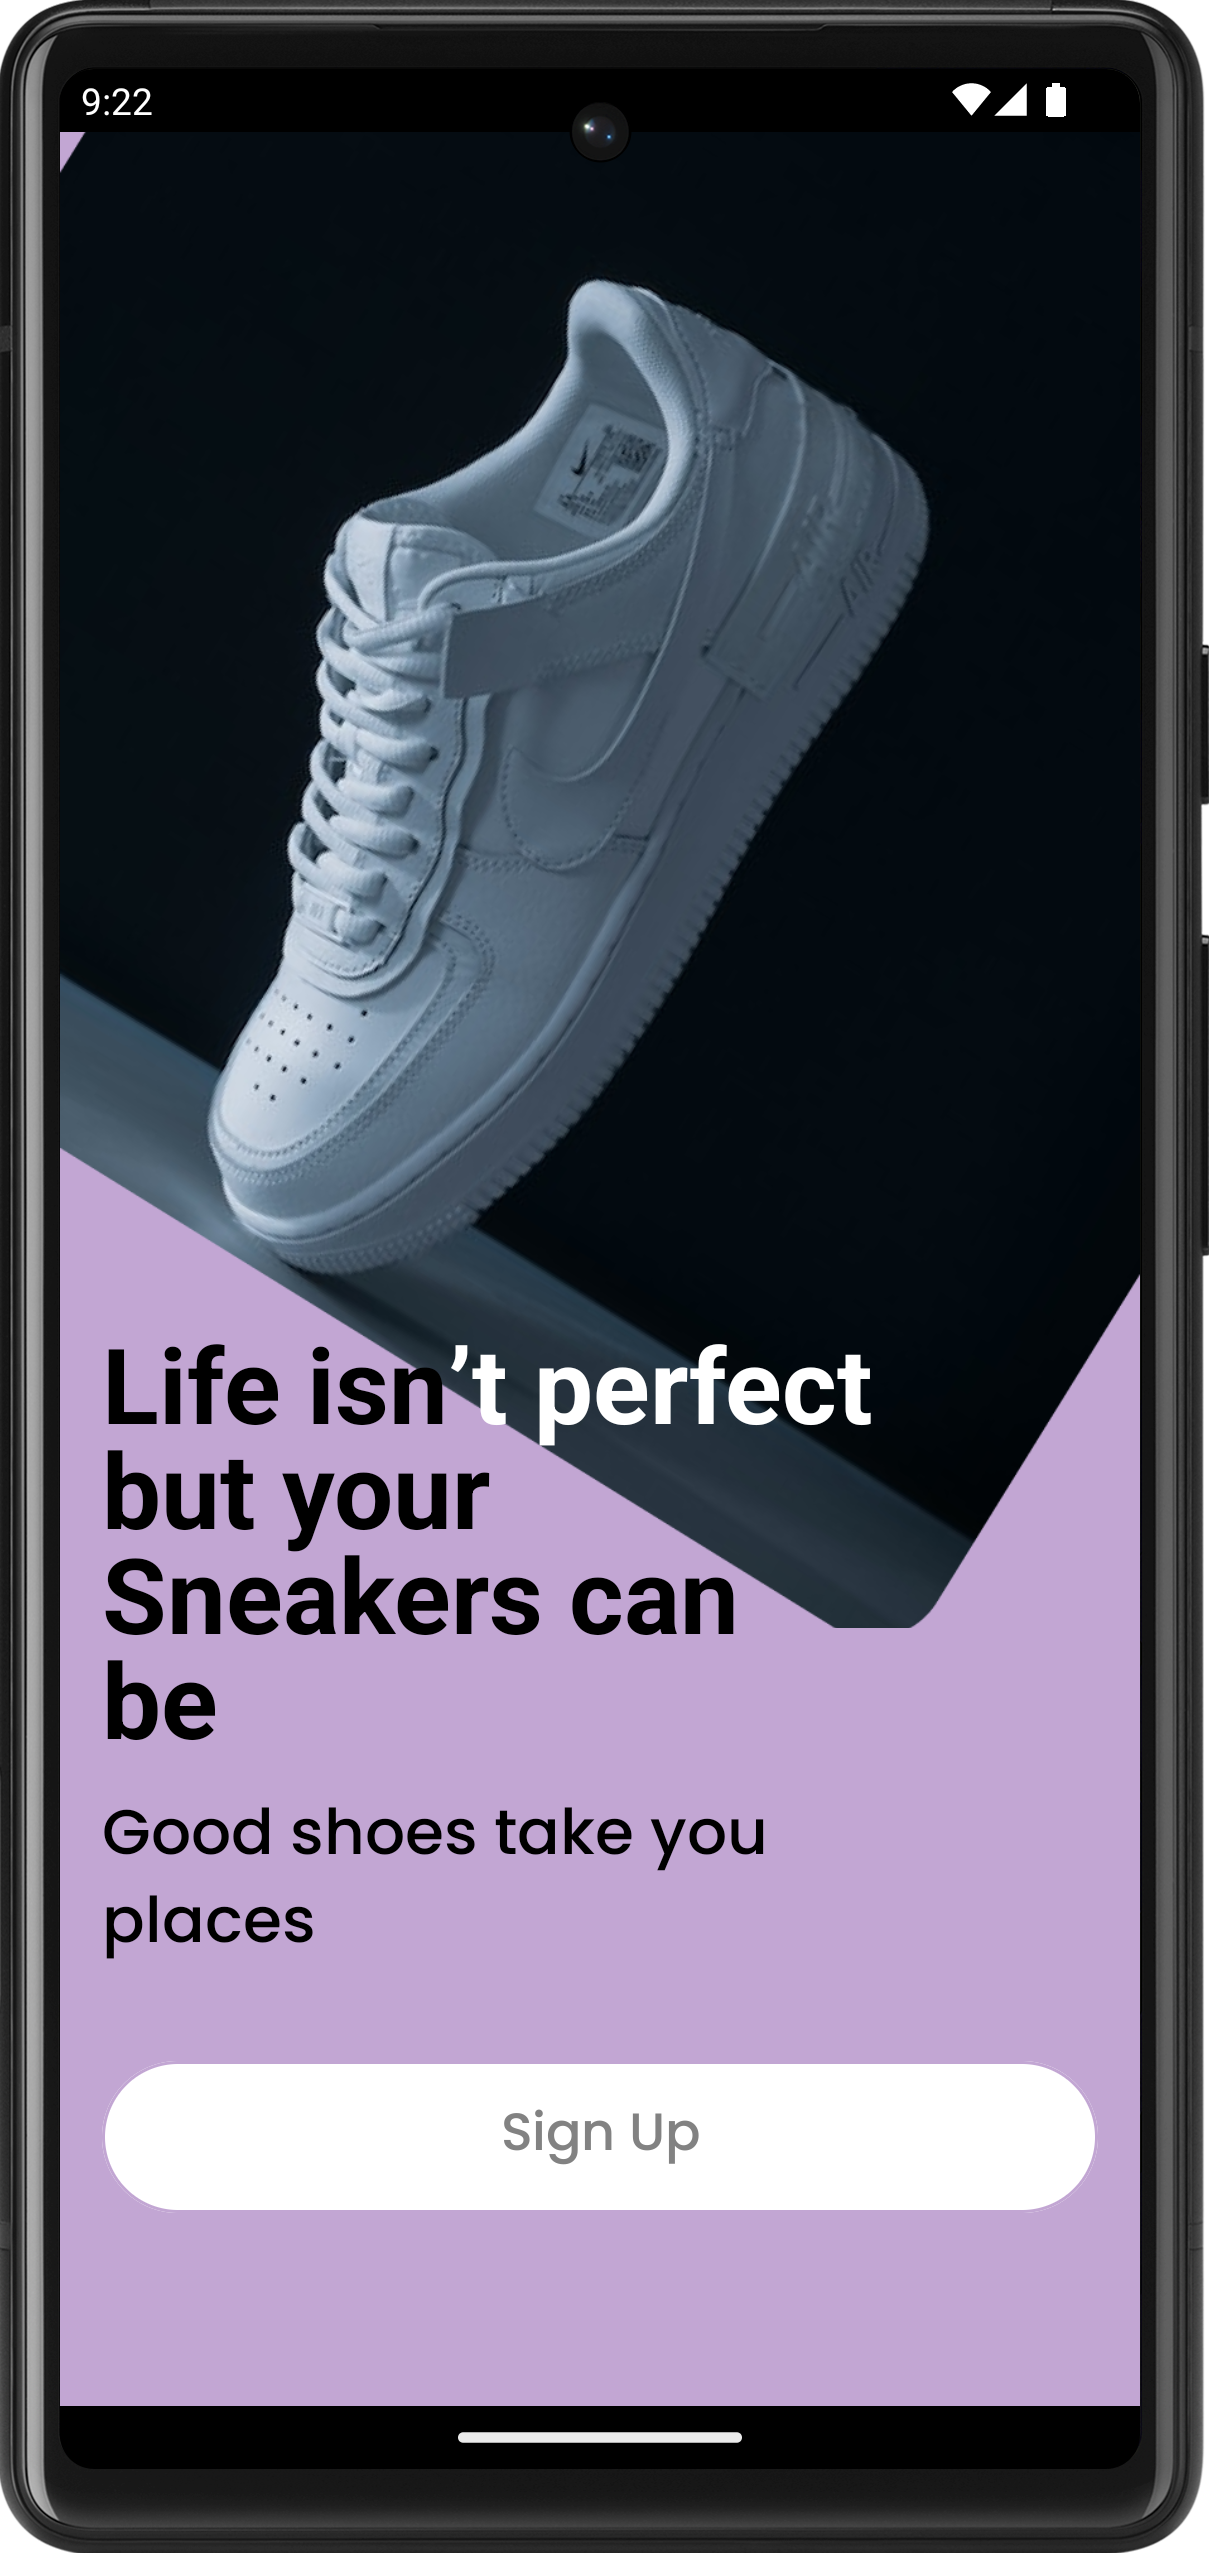 9:22
Life isn’t perfect
but your
Sneakers can
be
Good shoes take you
places
Sign Up